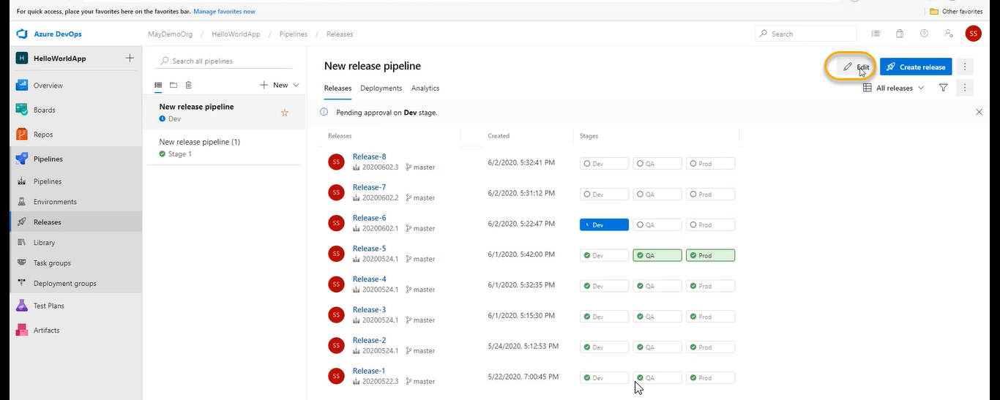 For quick access, place your favorites here on the favorites bar. Manage favorites now
Other favorites
Azure DevOps
MayDemoOrg / HelloWorldApp / Pipelines / Releases
Search
SS
H HelloWorldApp
Overview
Boards
Repos
Pipelines
Pipelines
Environments
Releases
Library
Task groups
Deployment groups
Test Plans
Artifacts
Search all pipelines
New
New release pipeline
Dev
New release pipeline (1)
Stage 1
New release pipeline
Edit
Create release
Releases Deployments Analytics
All releases
Pending approval on Dev stage.
Releases Created Stages
SS Release-8 6/2/2020, 5:32:41 PM Dev QA Prod
20200602.3 master
SS Release-7 6/2/2020, 5:31:12 PM Dev QA Prod
20200602.2 master
SS Release-6 6/2/2020, 5:22:47 PM Dev QA Prod
20200602.1 master
SS Release-5 6/1/2020, 5:42:00 PM Dev QA Prod
20200524.1 master
SS Release-4 6/1/2020, 5:32:35 PM Dev QA Prod
20200524.1 master
SS Release-3 6/1/2020, 5:15:30 PM Dev QA Prod
20200524.1 master
SS Release-2 5/24/2020, 5:12:53 PM Dev QA Prod
20200524.1 master
SS Release-1 5/22/2020, 7:00:45 PM Dev QA Prod
20200522.3 master